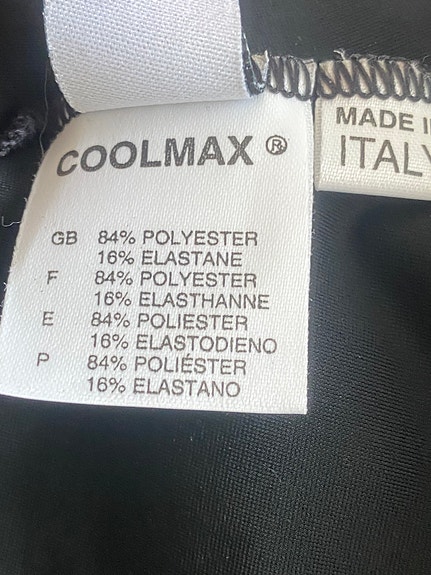 COOLMAX ®
GB 84% POLYESTER
16% ELASTANE
F 84% POLYESTER
16% ELASTHANNE
E 84% POLIESTER
16% ELASTODIENO
P 84% POLIÉSTER
16% ELASTANO
MADE
ITALY